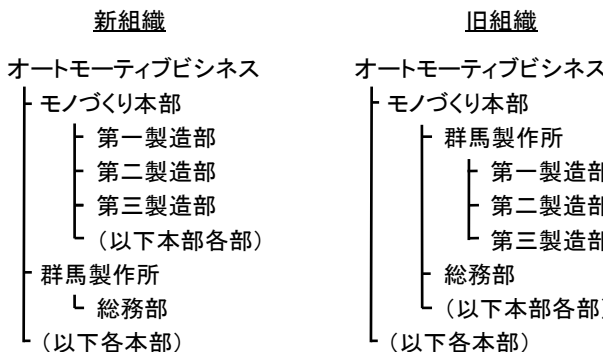 新組織
オートモーティブビシネス
モノづくり本部
第一製造部
第二製造部
第三製造部
（以下本部各部）
群馬製作所
総務部
（以下各本部）
旧組織
オートモーティブビシネス
モノづくり本部
群馬製作所
第一製造部
第二製造部
第三製造部
総務部
（以下本部各部）
（以下各本部）